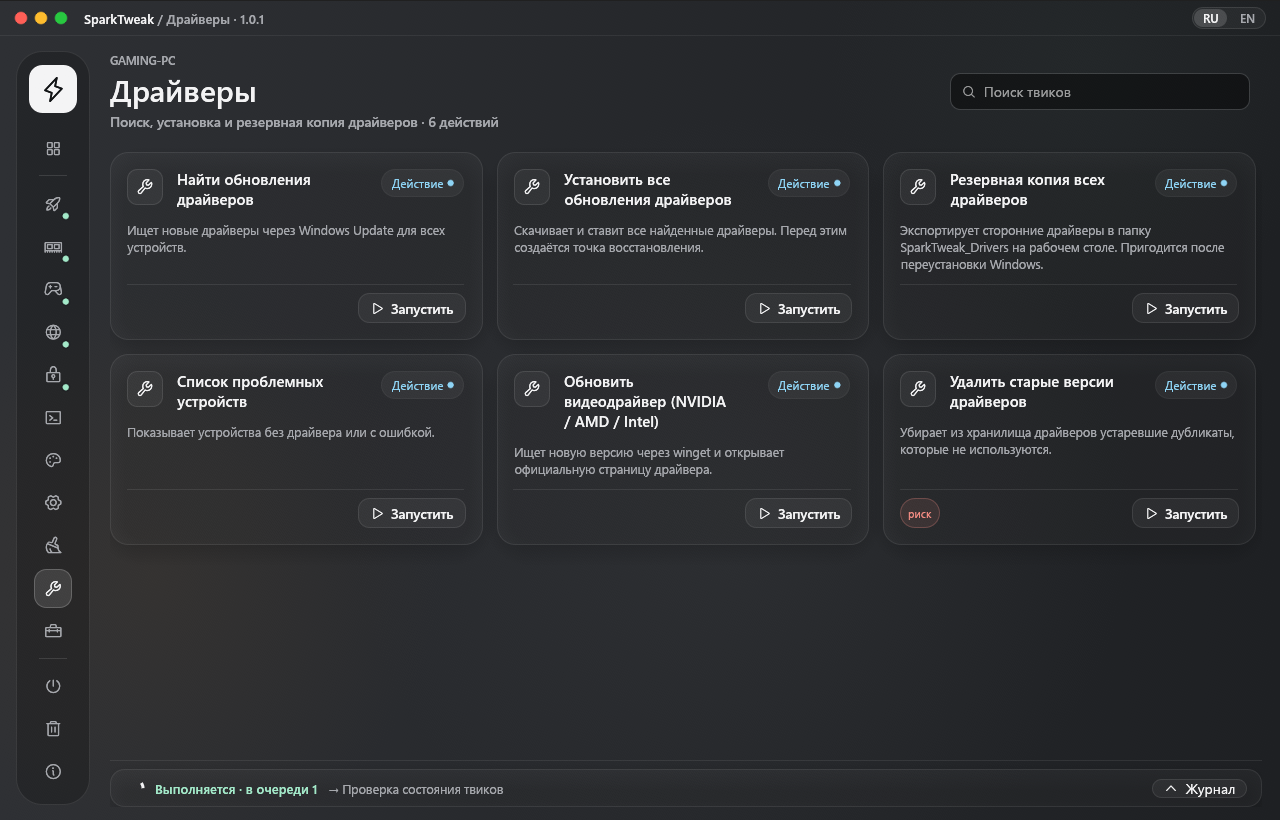 SparkTweak / Драйверы · 1.0.1
RU EN
GAMING-PC
Драйверы
Поиск, установка и резервная копия драйверов · 6 действий
Поиск твиков
Найти обновления
драйверов
Действие
Ищет новые драйверы через Windows Update для всех
устройств.
Запустить
Установить все
обновления драйверов
Действие
Скачивает и ставит все найденные драйверы. Перед этим
создаётся точка восстановления.
Запустить
Резервная копия всех
драйверов
Действие
Экспортирует сторонние драйверы в папку
SparkTweak_Drivers на рабочем столе. Пригодится после
переустановки Windows.
Запустить
Список проблемных
устройств
Действие
Показывает устройства без драйвера или с ошибкой.
Запустить
Обновить
видеодрайвер (NVIDIA
/ AMD / Intel)
Действие
Ищет новую версию через winget и открывает
официальную страницу драйвера.
Запустить
Удалить старые версии
драйверов
Действие
Убирает из хранилища драйверов устаревшие дубликаты,
которые не используются.
риск
Запустить
Выполняется · в очереди 1 → Проверка состояния твиков
Журнал